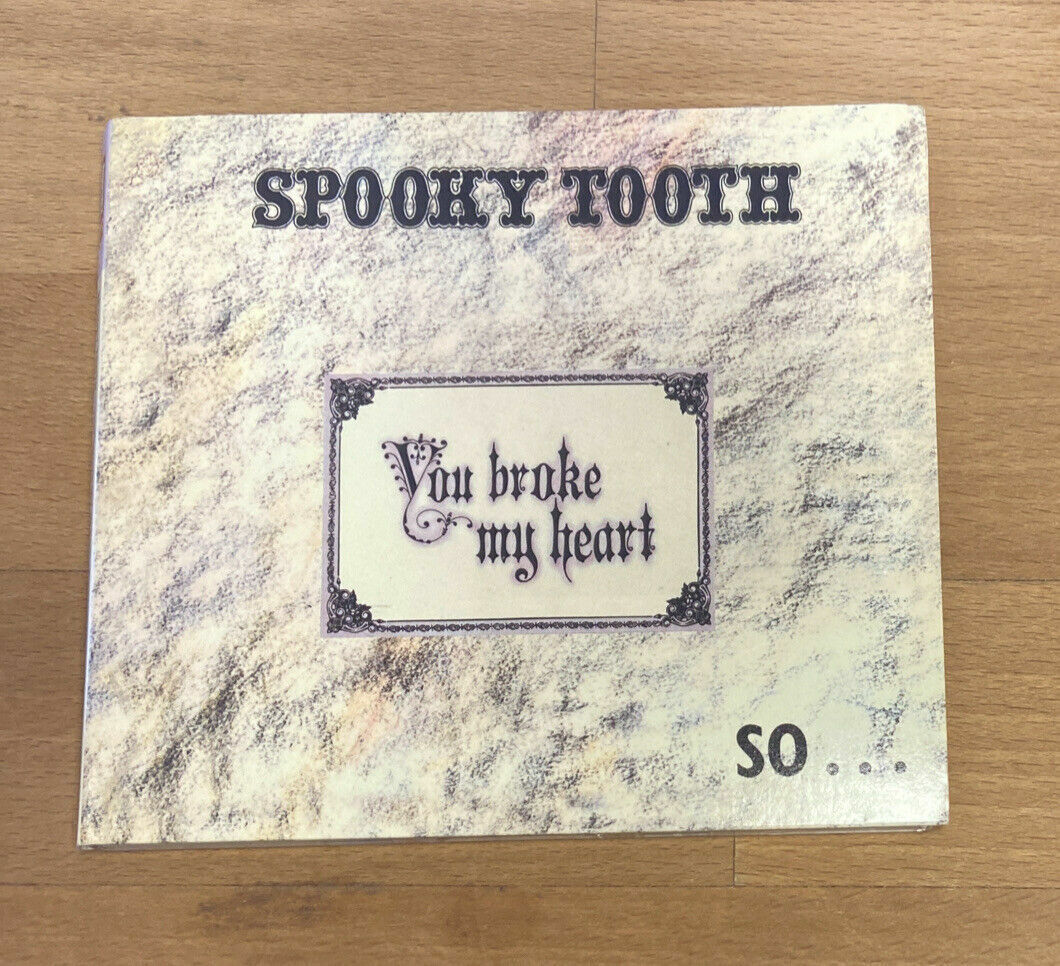 SPOOKY TOOTH
You broke
my heart
SO . . . .